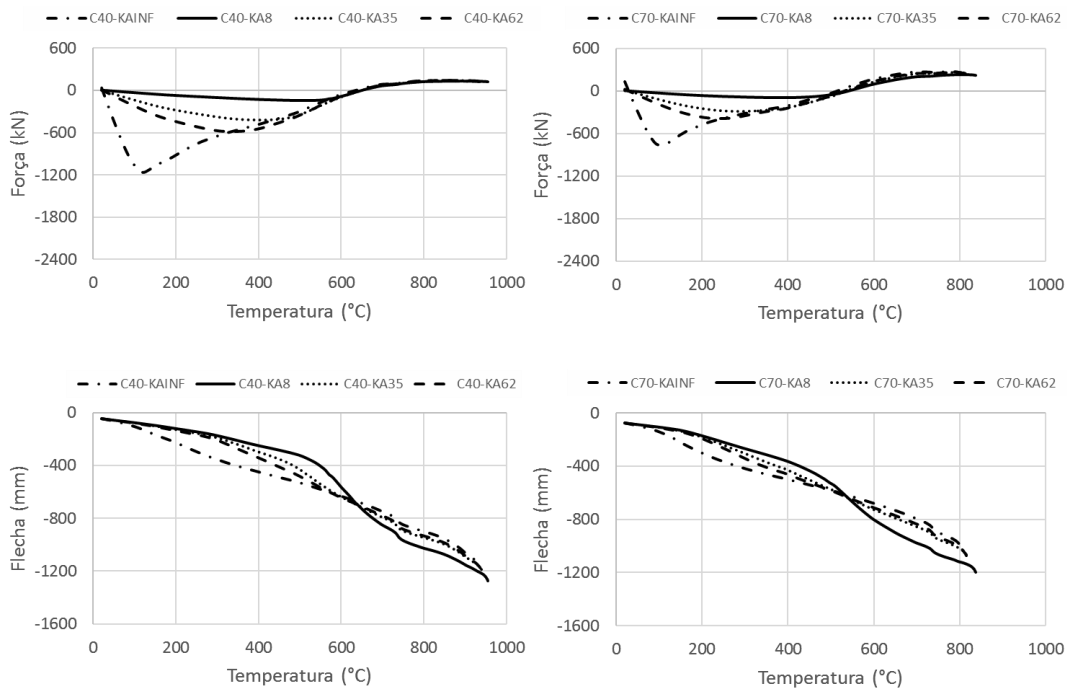 C40-KAINF C40-KA8 C40-KA35 C40-KA62
600
0
-600
-1200
-1800
-2400
Força (kN)
0 200 400 600 800 1000
Temperatura (°C)
C70-KAINF C70-KA8 C70-KA35 C70-KA62
600
0
-600
-1200
-1800
-2400
Força (kN)
0 200 400 600 800 1000
Temperatura (°C)
C40-KAINF C40-KA8 C40-KA35 C40-KA62
0
-400
-800
-1200
-1600
Flecha (mm)
0 200 400 600 800 1000
Temperatura (°C)
C70-KAINF C70-KA8 C70-KA35 C70-KA62
0
-400
-800
-1200
-1600
Flecha (mm)
0 200 400 600 800 1000
Temperatura (°C)